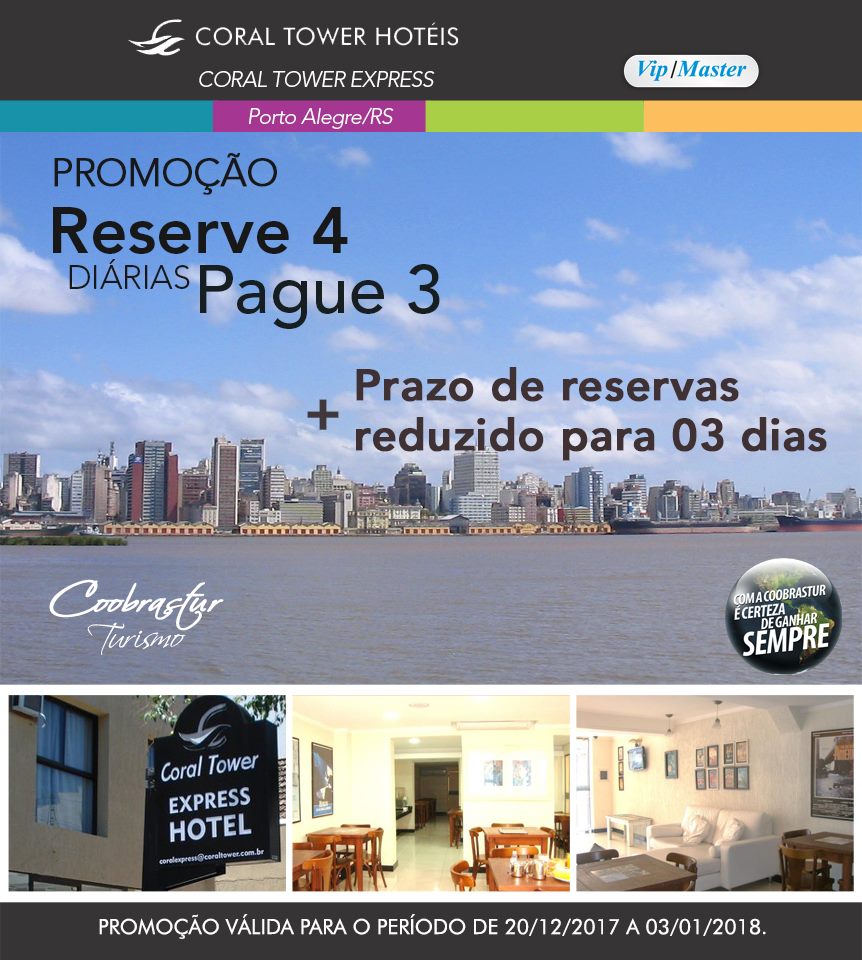 CORAL TOWER HOTÉIS
CORAL TOWER EXPRESS
Vip/Master
Porto Alegre/RS
PROMOÇÃO
Reserve 4
DIÁRIAS Pague 3
+ Prazo de reservas
reduzido para 03 dias
Coobrastur
Turismo
COM A COOBRASTUR
É CERTEZA
DE GANHAR
SEMPRE
Coral Tower
EXPRESS
HOTEL
coralexpress@coraltower.com.br
PROMOÇÃO VÁLIDA PARA O PERÍODO DE 20/12/2017 A 03/01/2018.